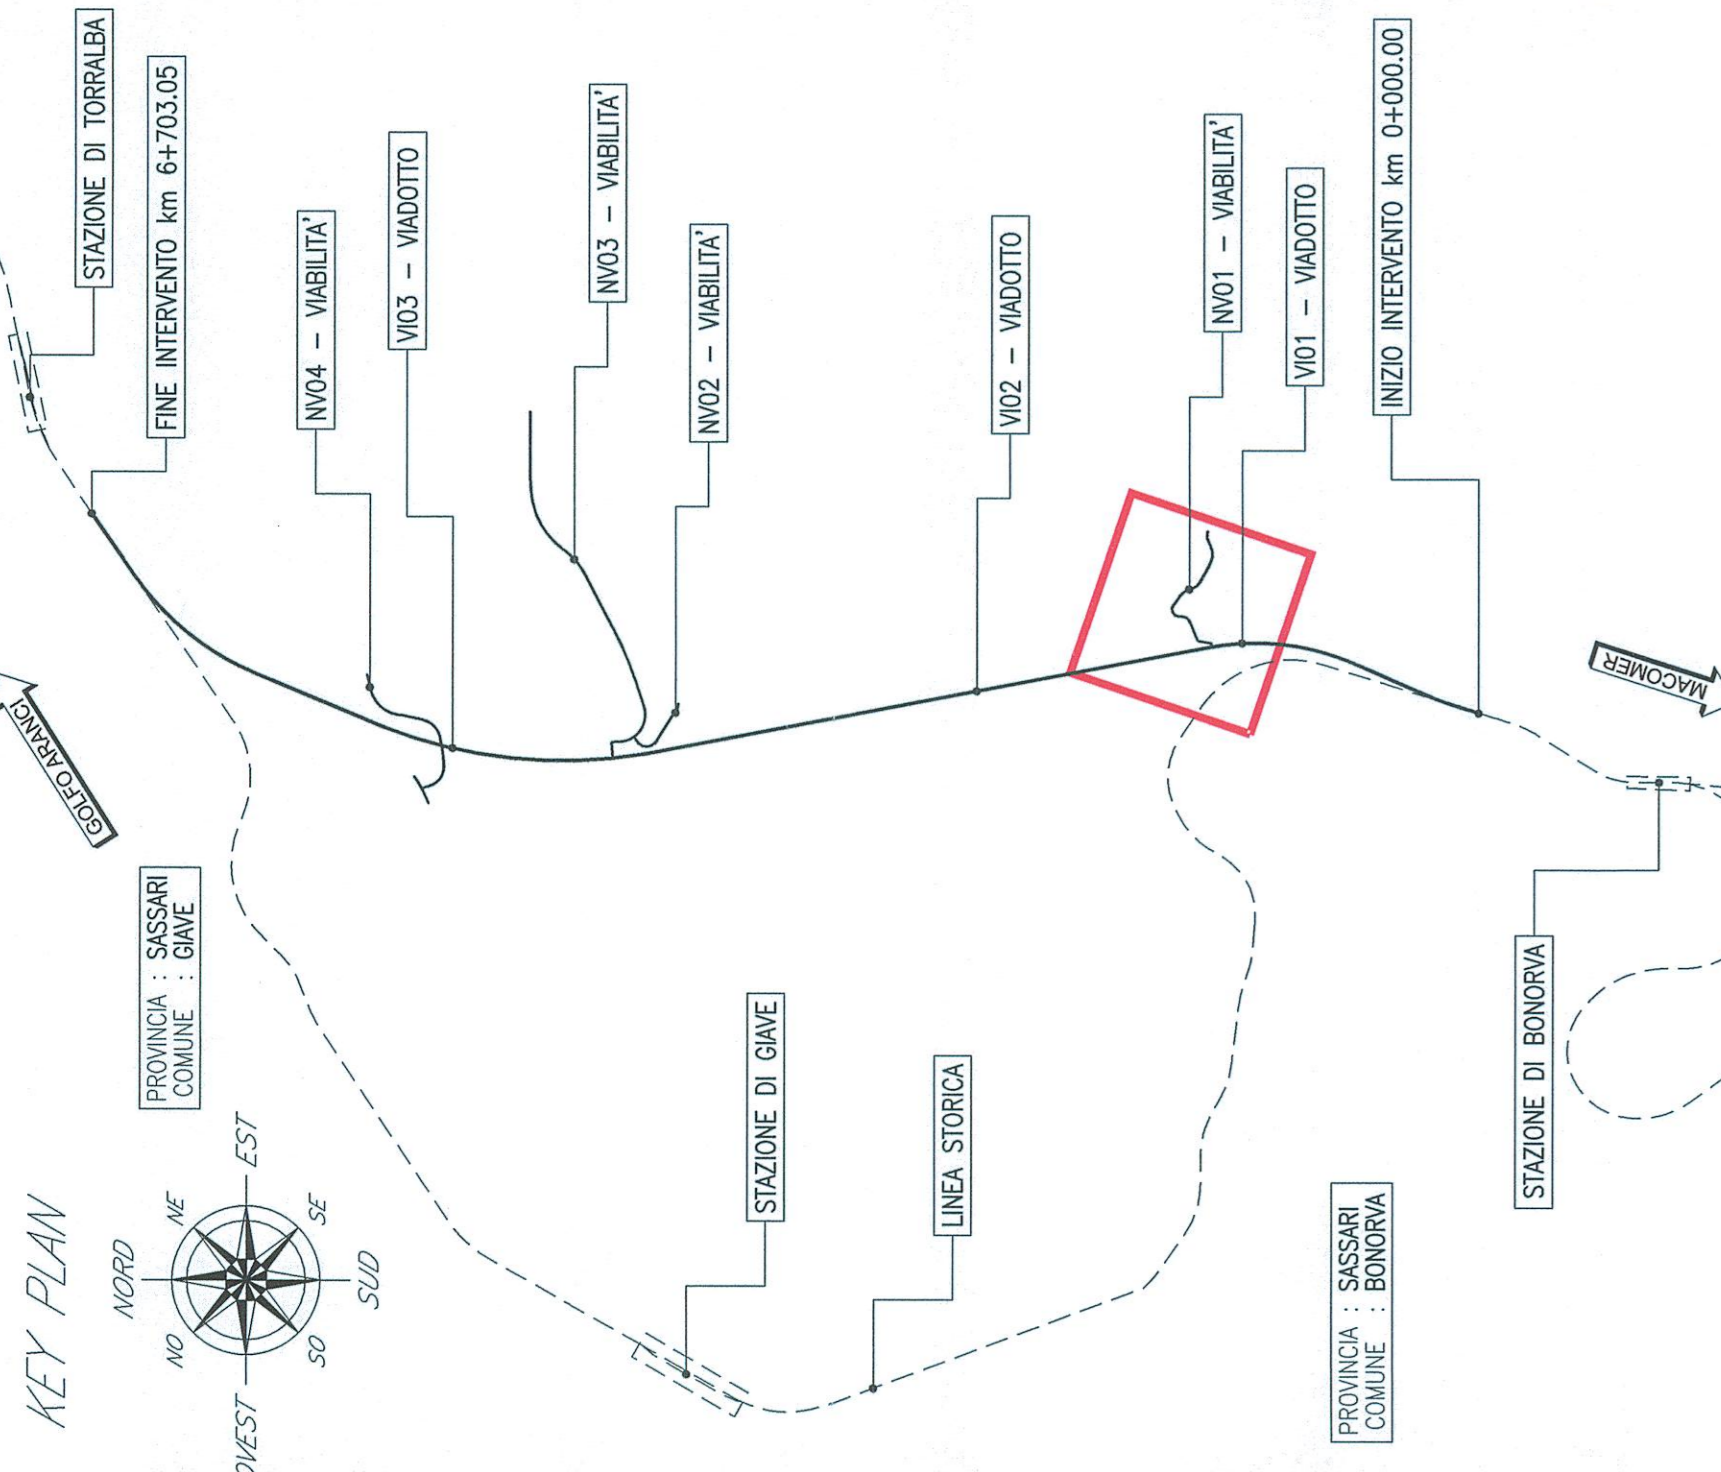 KEY PLAN
NORD
NE
EST
SE
SUD
SO
OVEST
NO
PROVINCIA : SASSARI
COMUNE : GIAVE
GOLFO ARANCI
STAZIONE DI TORRALBA
FINE INTERVENTO km 6+703.05
NV04 - VIABILITA'
VI03 - VIADOTTO
NV03 - VIABILITA'
NV02 - VIABILITA'
STAZIONE DI GIAVE
LINEA STORICA
VI02 - VIADOTTO
NV01 - VIABILITA'
VI01 - VIADOTTO
INIZIO INTERVENTO km 0+000.00
PROVINCIA : SASSARI
COMUNE : BONORVA
STAZIONE DI BONORVA
MACOMER